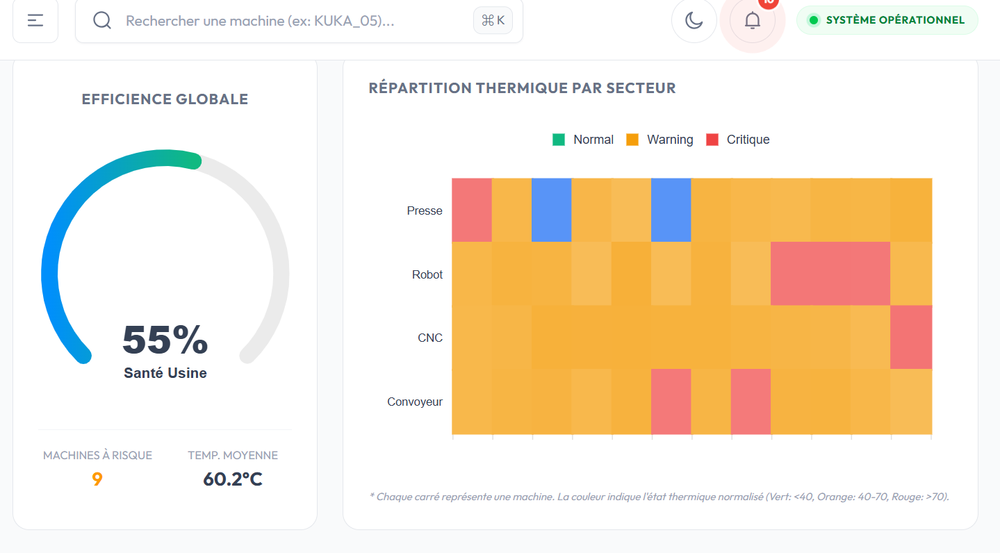 Rechercher une machine (ex: KUKA_05)...
⌘ K
SYSTÈME OPÉRATIONNEL
EFFICIENCE GLOBALE
55%
Santé Usine
MACHINES À RISQUE
9
TEMP. MOYENNE
60.2°C
RÉPARTITION THERMIQUE PAR SECTEUR
Normal
Warning
Critique
Presse
Robot
CNC
Convoyeur
* Chaque carré représente une machine. La couleur indique l'état thermique normalisé (Vert: <40, Orange: 40-70, Rouge: >70).